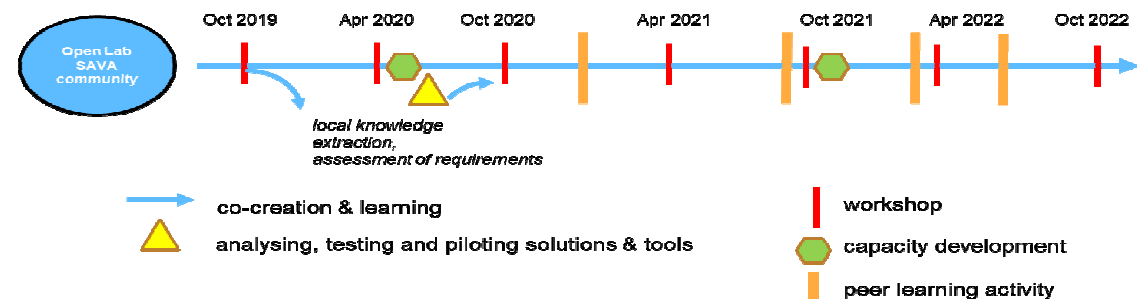 Oct 2019
Apr 2020
Oct 2020
Apr 2021
Oct 2021
Apr 2022
Oct 2022
Open Lab
SAVA
community
local knowledge
extraction,
assessment of requirements
co-creation & learning
analysing, testing and piloting solutions & tools
workshop
capacity development
peer learning activity